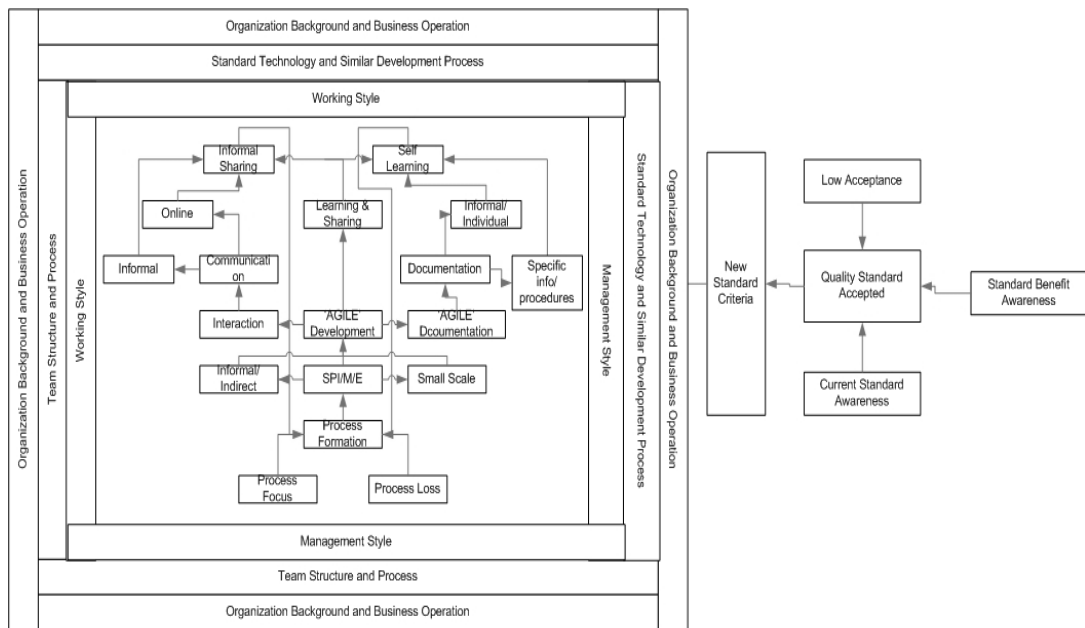 Organization Background and Business Operation
Standard Technology and Similar Development Process
Working Style
Organization Background and Business Operation
Team Structure and Process
Working Style
Informal
Sharing
Self
Learning
Online
Learning &
Sharing
Informal/
Individual
Informal
Communicati
on
Documentation
Specific
info/
procedures
Interaction
'AGILE'
Development
'AGILE'
Dcoumentation
Informal/
Indirect
SPI/M/E
Small Scale
Process
Formation
Process
Focus
Process Loss
Management Style
Standard Technology and Similar Development Process
Organization Background and Business Operation
Management Style
Team Structure and Process
Organization Background and Business Operation
New
Standard
Criteria
Low Acceptance
Quality Standard
Accepted
Standard Benefit
Awareness
Current Standard
Awareness